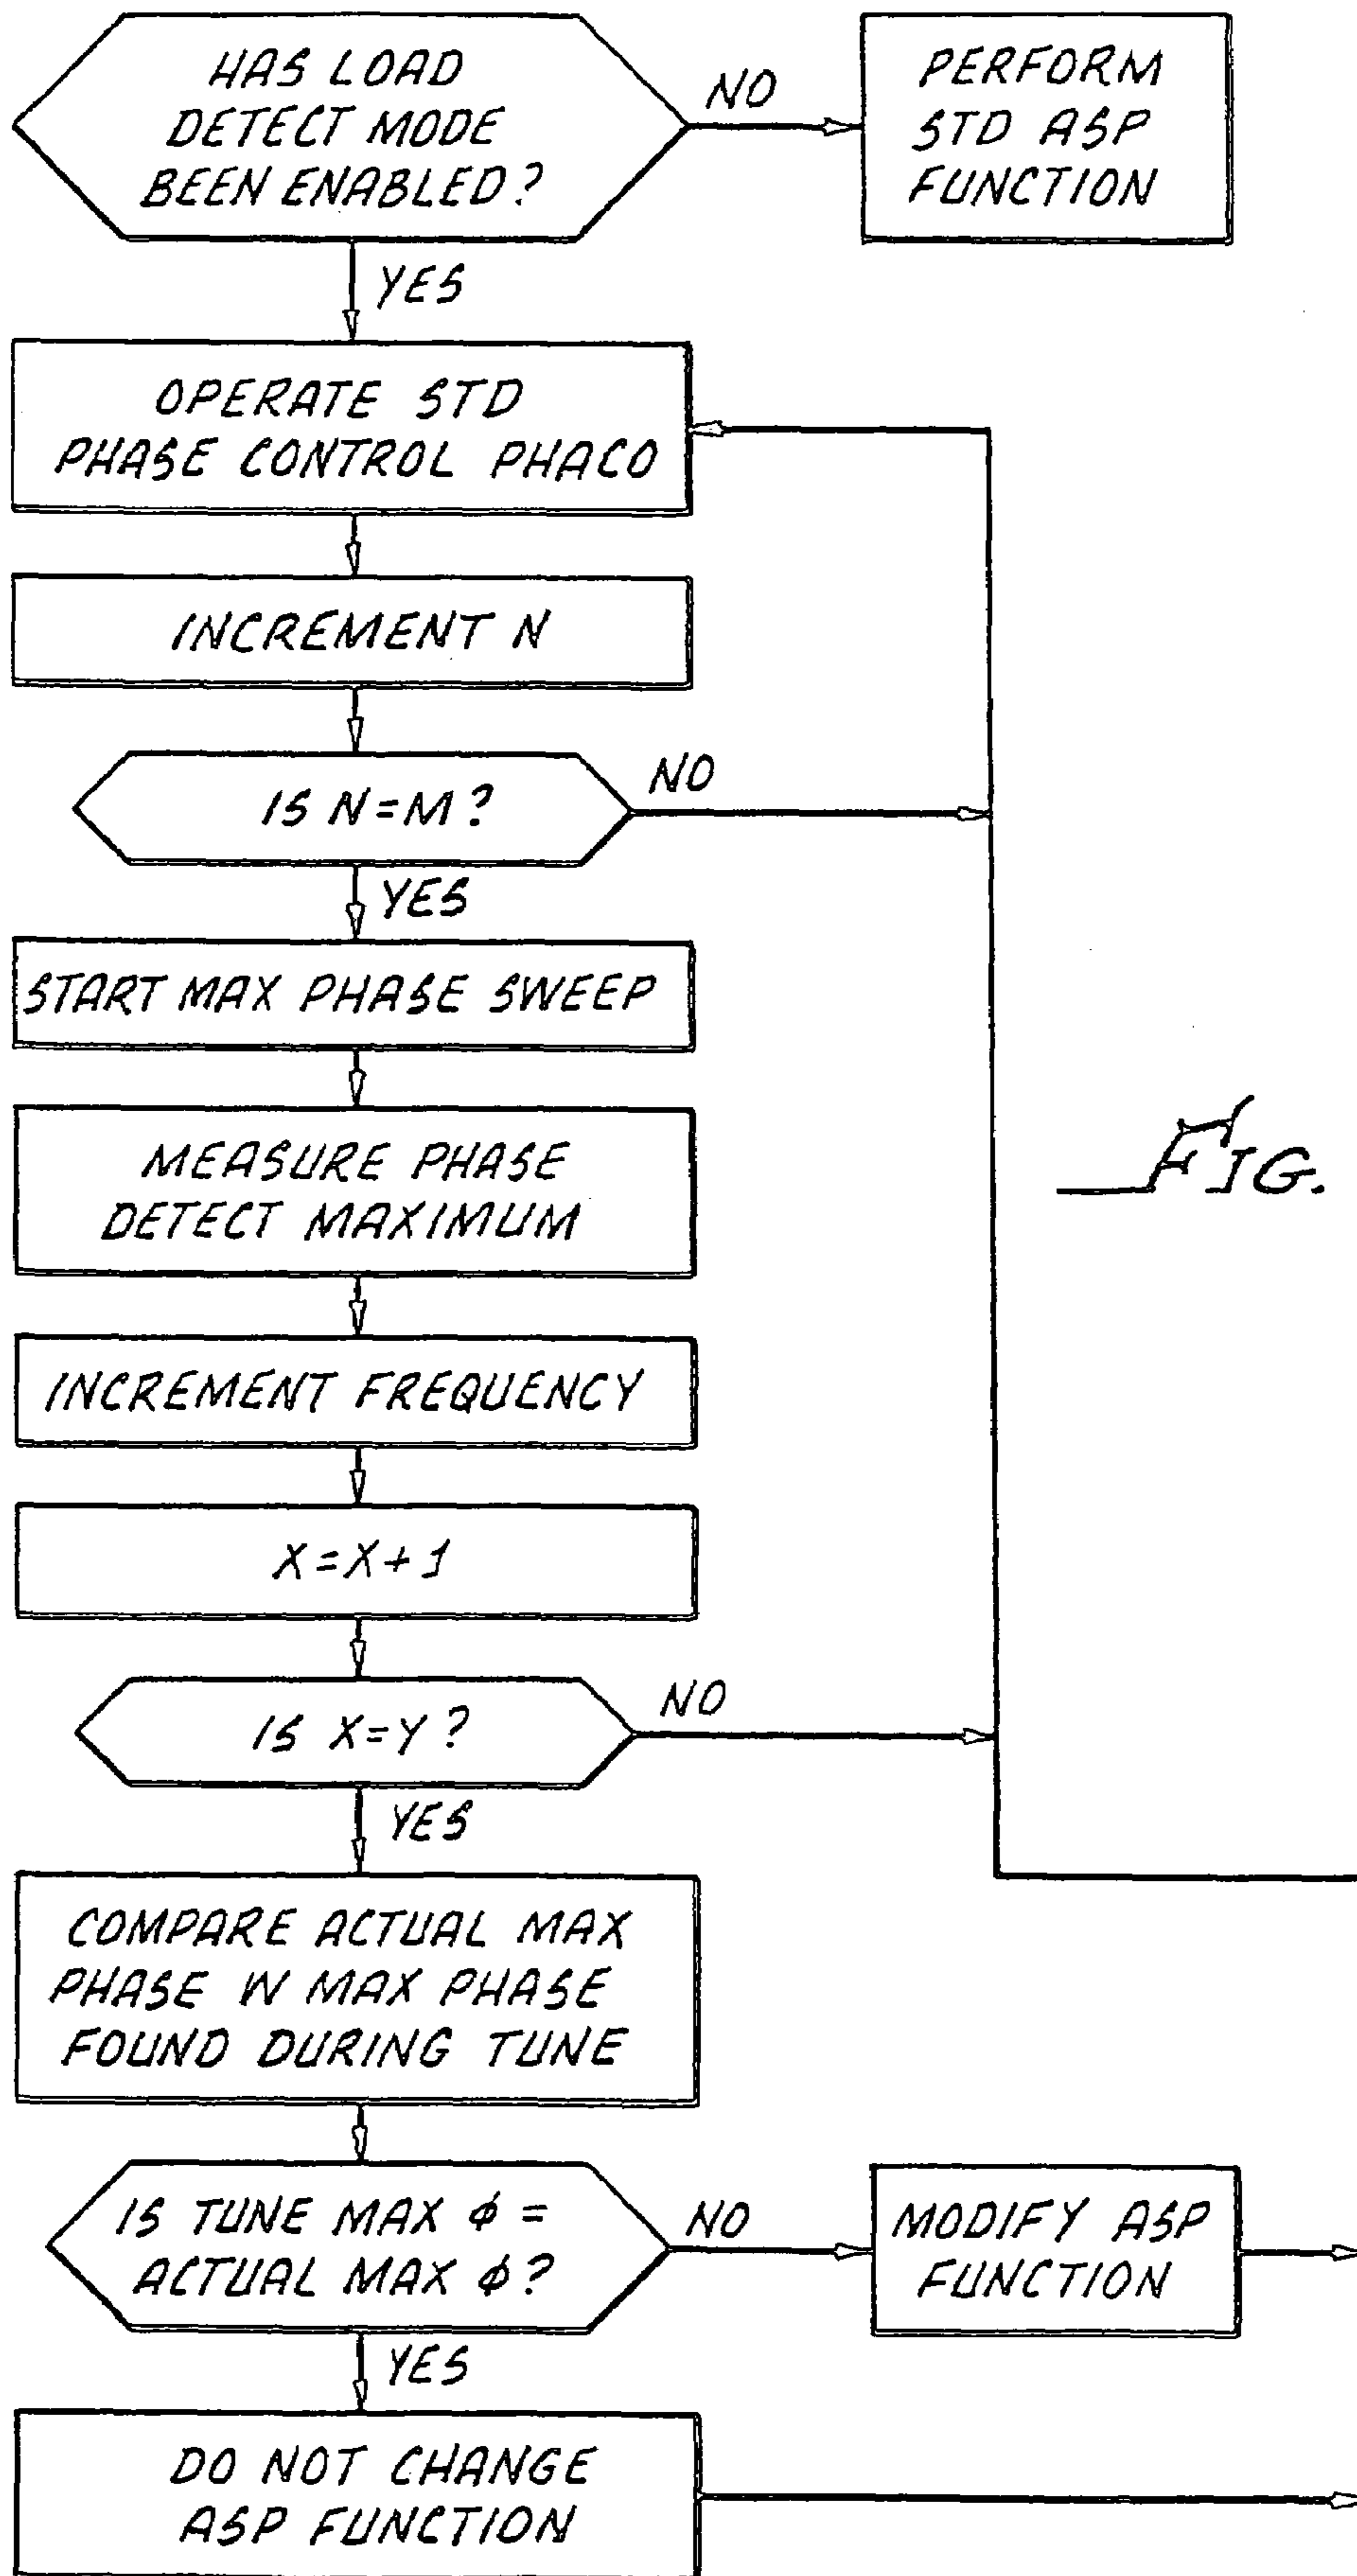 HAS LOAD
DETECT MODE
BEEN ENABLED?
NO
PERFORM
STD ASP
FUNCTION
YES
OPERATE STD
PHASE CONTROL PHACO
INCREMENT N
IS N=M?
NO
YES
START MAX PHASE SWEEP
MEASURE PHASE
DETECT MAXIMUM
FIG.
INCREMENT FREQUENCY
X=X+1
IS X=Y?
NO
YES
COMPARE ACTUAL MAX
PHASE W MAX PHASE
FOUND DURING TUNE
IS TUNE MAX ϕ =
ACTUAL MAX ϕ?
NO
MODIFY ASP
FUNCTION
YES
DO NOT CHANGE
ASP FUNCTION